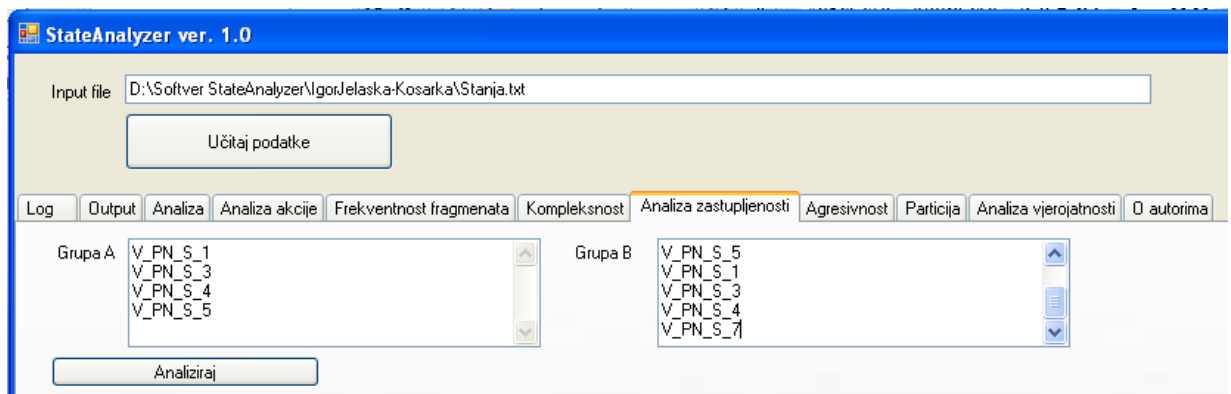 StateAnalyzer ver. 1.0
Input file D:\Softver StateAnalyzer\IgorJelaska-Kosarka\Stanja.txt
Učitaj podatke
Log Output Analiza Analiza akcije Frekventnost fragmenata Kompleksnost Analiza zastupljenosti Agresivnost Particija Analiza vjerojatnosti O autorima
Grupa A
V_PN_S_1
V_PN_S_3
V_PN_S_4
V_PN_S_5
Grupa B
V_PN_S_5
V_PN_S_1
V_PN_S_3
V_PN_S_4
V_PN_S_7
Analiziraj